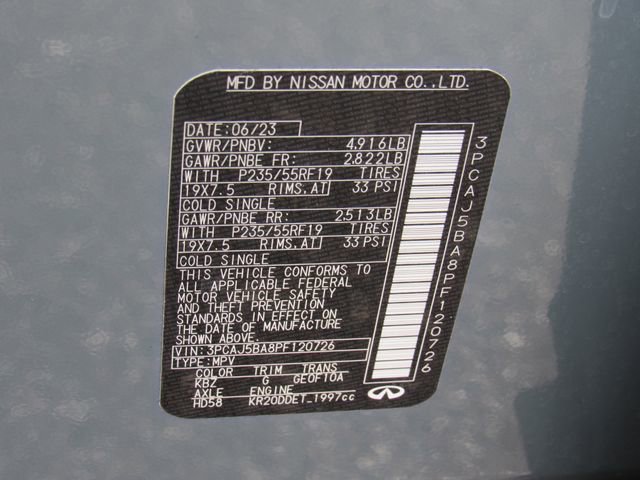 MFD BY NISSAN MOTOR CO.,LTD.
DATE:06/23
GVWR/PNBV: 4,916LB
GAWR/PNBE FR: 2,822LB
WITH P235/55RF19 TIRES
19X7.5 RIMS.AT 33 PSI
COLD SINGLE
GAWR/PNBE RR: 2,513LB
WITH P235/55RF19 TIRES
19X7.5 RIMS.AT 33 PSI
COLD SINGLE
THIS VEHICLE CONFORMS TO
ALL APPLICABLE FEDERAL
MOTOR VEHICLE SAFETY
AND THEFT PREVENTION
STANDARDS IN EFFECT ON
THE DATE OF MANUFACTURE
SHOWN ABOVE.
VIN:3PCAJ5BA8PF120726
TYPE:MPV
COLOR TRIM TRANS
KBZ G GE0F10A
AXLE ENGINE
HD58 KR20DDET_1997cc
3PCAJ5BA8PF120726